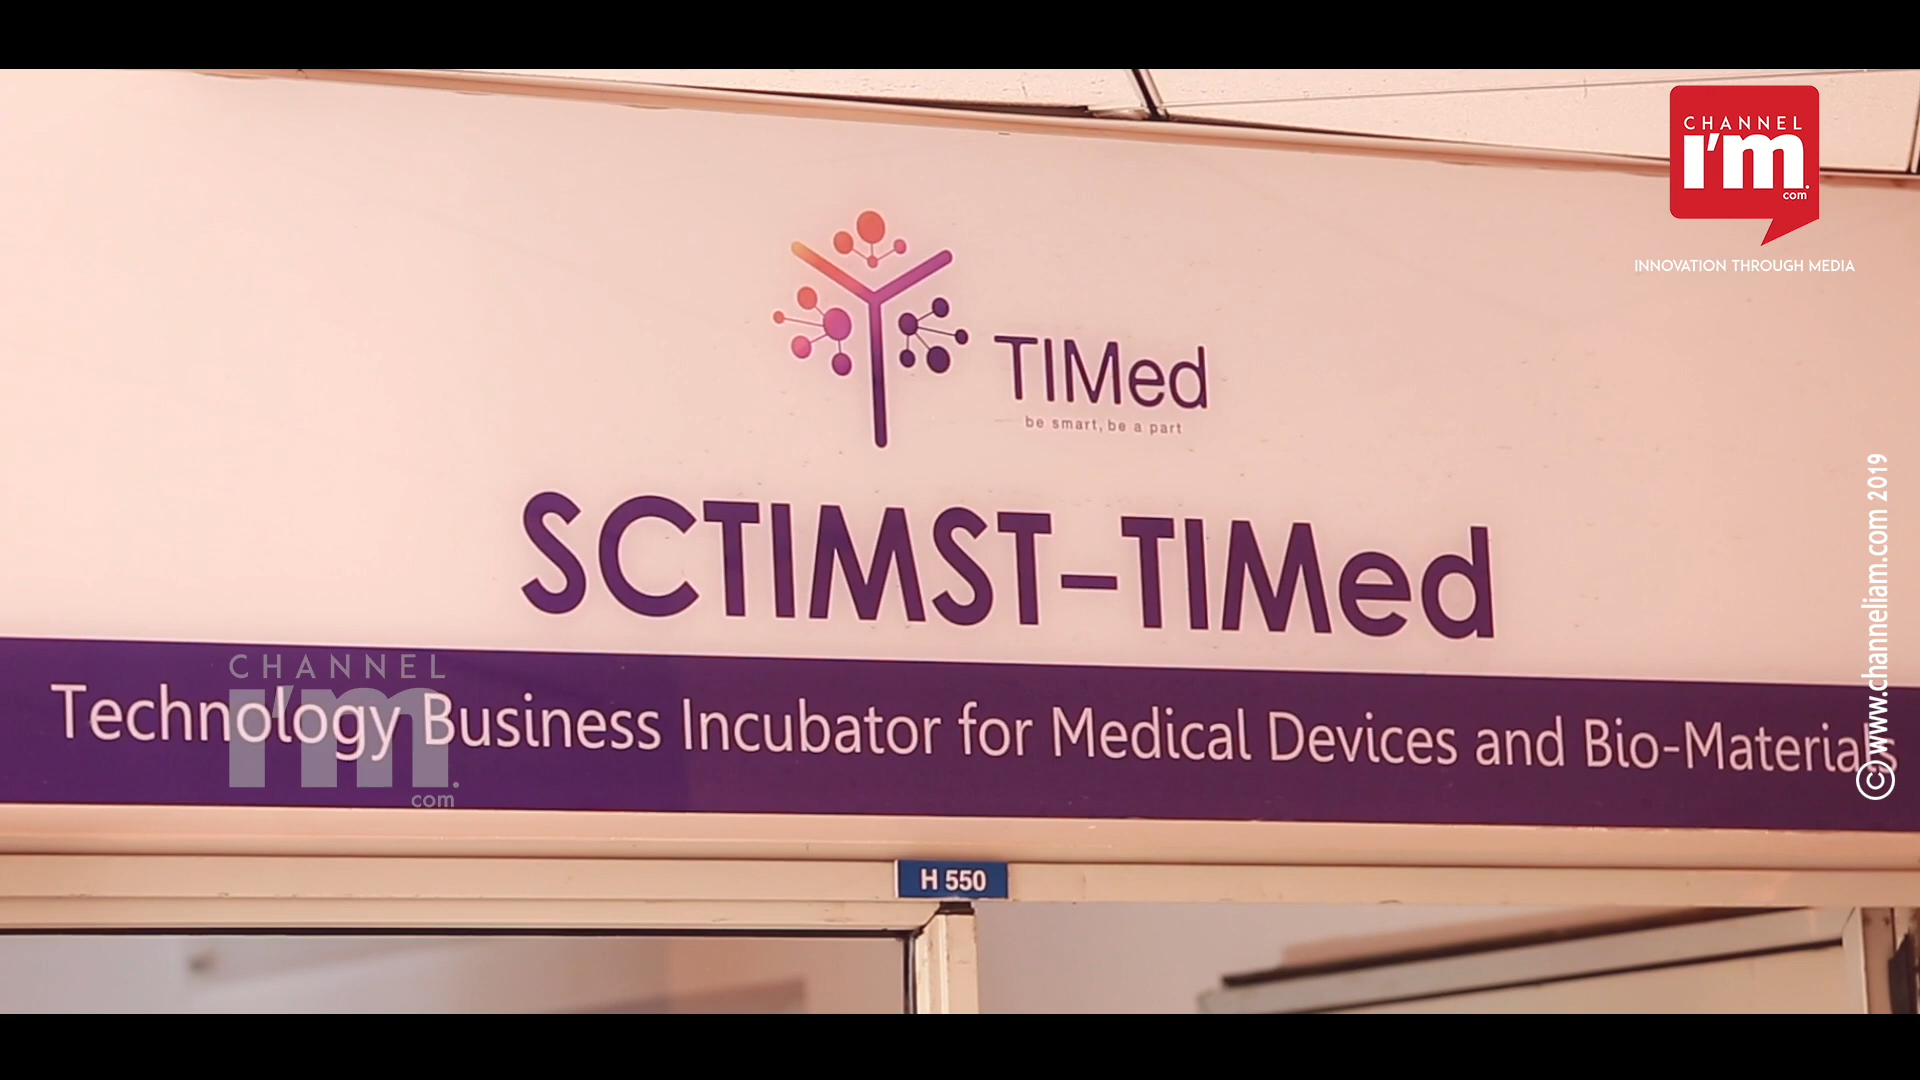 CHANNEL
i'm.
com
INNOVATION THROUGH MEDIA
TIMed
be smart, be a part
SCTIMST-TIMed
Technology Business Incubator for Medical Devices and Bio-Materials
CHANNEL
i'm.
com
H 550
© www.channeliam.com 2019